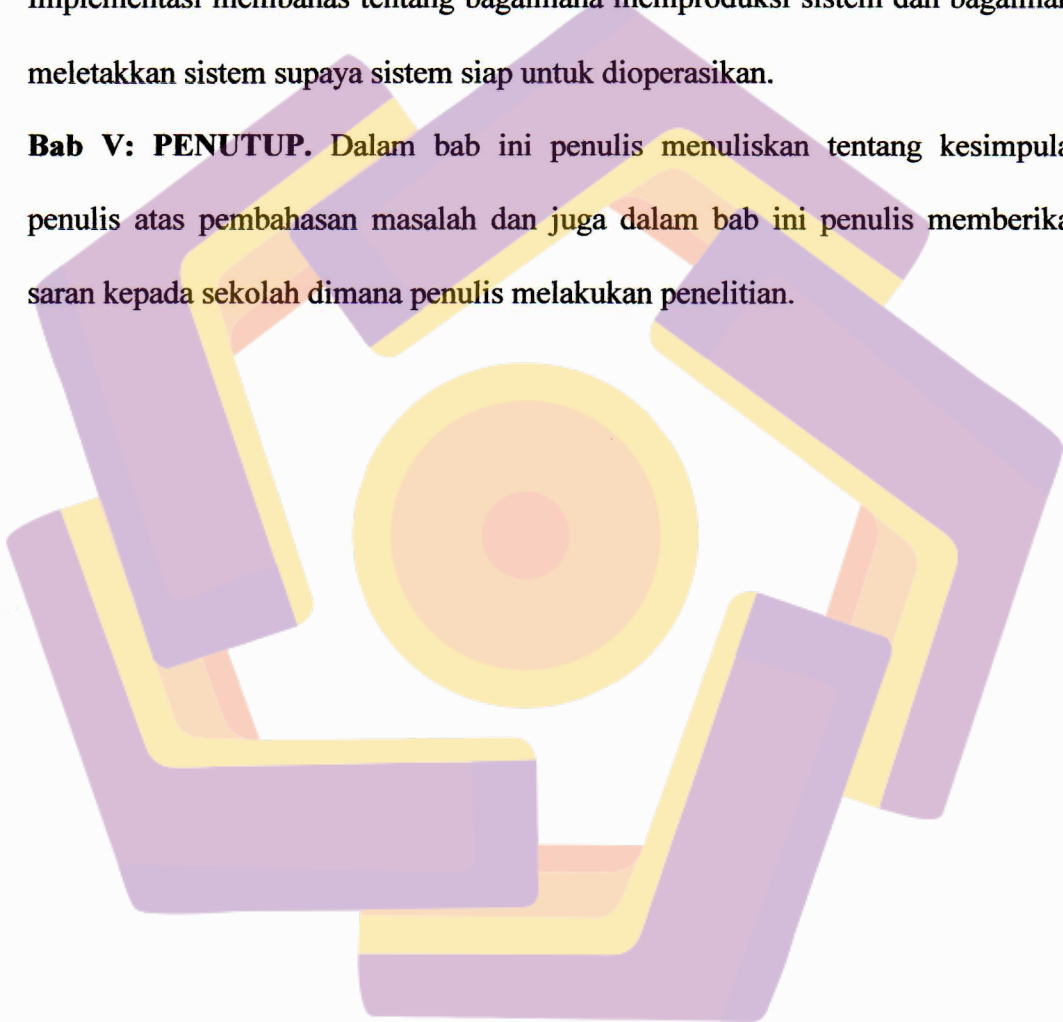 Implementasi membahas tentang bagaimana memproduksi sistem dan bagaiman
meletakkan sistem supaya sistem siap untuk dioperasikan.
Bab V: PENUTUP. Dalam bab ini penulis menuliskan tentang kesimpula
penulis atas pembahasan masalah dan juga dalam bab ini penulis memberika
saran kepada sekolah dimana penulis melakukan penelitian.